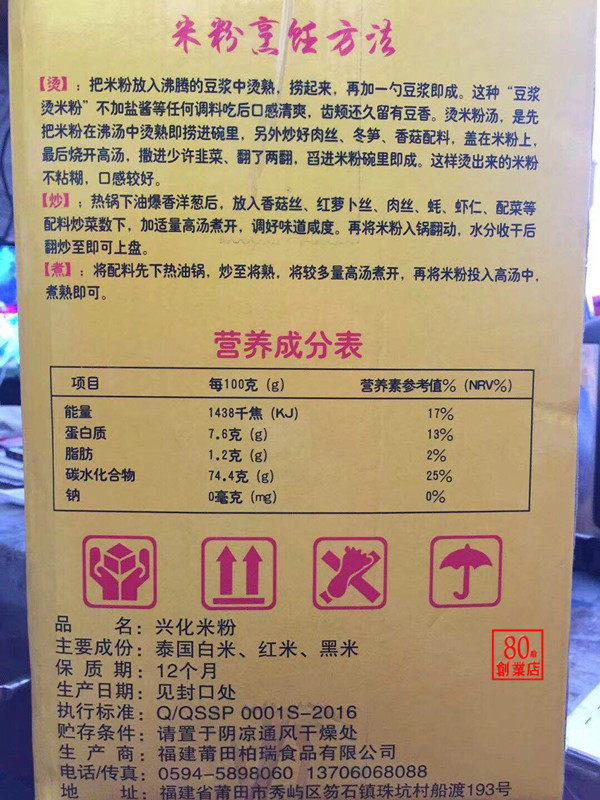 米粉烹饪方法
【烫】：把米粉放入沸腾的豆浆中烫熟，捞起来，再加一勺豆浆即成。这种“豆浆
烫米粉”不加盐酱等任何调料吃后口感清爽，齿颊还久留有豆香。烫米粉汤，是先
把米粉在沸汤中烫熟即捞进碗里，另外炒好肉丝、冬笋、香菇配料，盖在米粉上，
最后烧开高汤，撒进少许韭菜、翻了两翻，舀进米粉碗里即成。这样烫出来的米粉
不粘糊，口感较好。
【炒】：热锅下油爆香洋葱后，放入香菇丝、红萝卜丝、肉丝、蚝、虾仁、配菜等
配料炒菜数下，加适量高汤煮开，调好味道咸度。再将米粉入锅翻动，水分收干后
翻炒至即可上盘。
【煮】：将配料先下热油锅，炒至将熟，将较多量高汤煮开，再将米粉投入高汤中，
煮熟即可。
营养成分表
项目 每100克（g） 营养素参考值%（NRV%）
能量 1438千焦（KJ） 17%
蛋白质 7.6克（g） 13%
脂肪 1.2克（g） 2%
碳水化合物 74.4克（g） 25%
钠 0毫克（mg） 0%
品 名：兴化米粉
主要成份：泰国白米、红米、黑米
保 质 期：12个月
生产日期：见封口处
执行标准：Q/QSSP 0001S-2016
贮存条件：请置于阴凉通风干燥处
生 产 商：福建莆田柏瑞食品有限公司
电话/传真：0594-5898060 13706068088
地 址：福建省莆田市秀屿区笏石镇珠坑村船渡193号
80
創業店